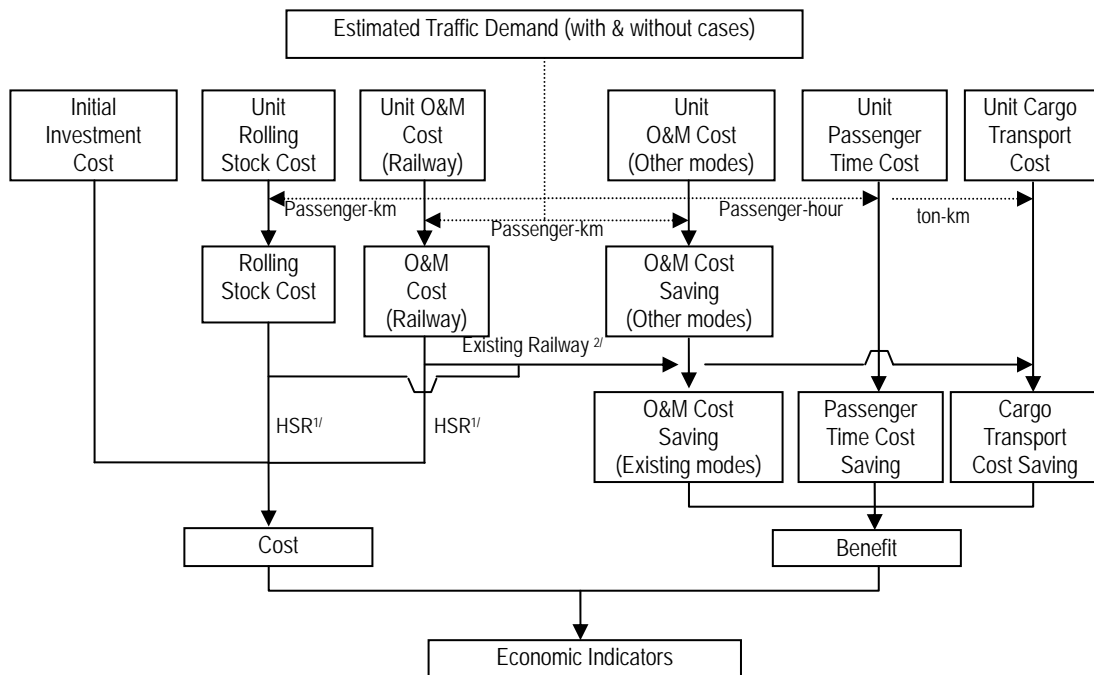 Estimated Traffic Demand (with & without cases)
Initial
Investment
Cost
Unit
Rolling
Stock Cost
Unit O&M
Cost
(Railway)
Unit
O&M Cost
(Other modes)
Unit
Passenger
Time Cost
Unit Cargo
Transport
Cost
Passenger-km
Passenger-km
Passenger-hour
ton-km
Rolling
Stock Cost
O&M
Cost
(Railway)
O&M Cost
Saving
(Other modes)
Existing Railway 2/
HSR1/
HSR1/
O&M Cost
Saving
(Existing modes)
Passenger
Time Cost
Saving
Cargo
Transport
Cost Saving
Cost
Benefit
Economic Indicators